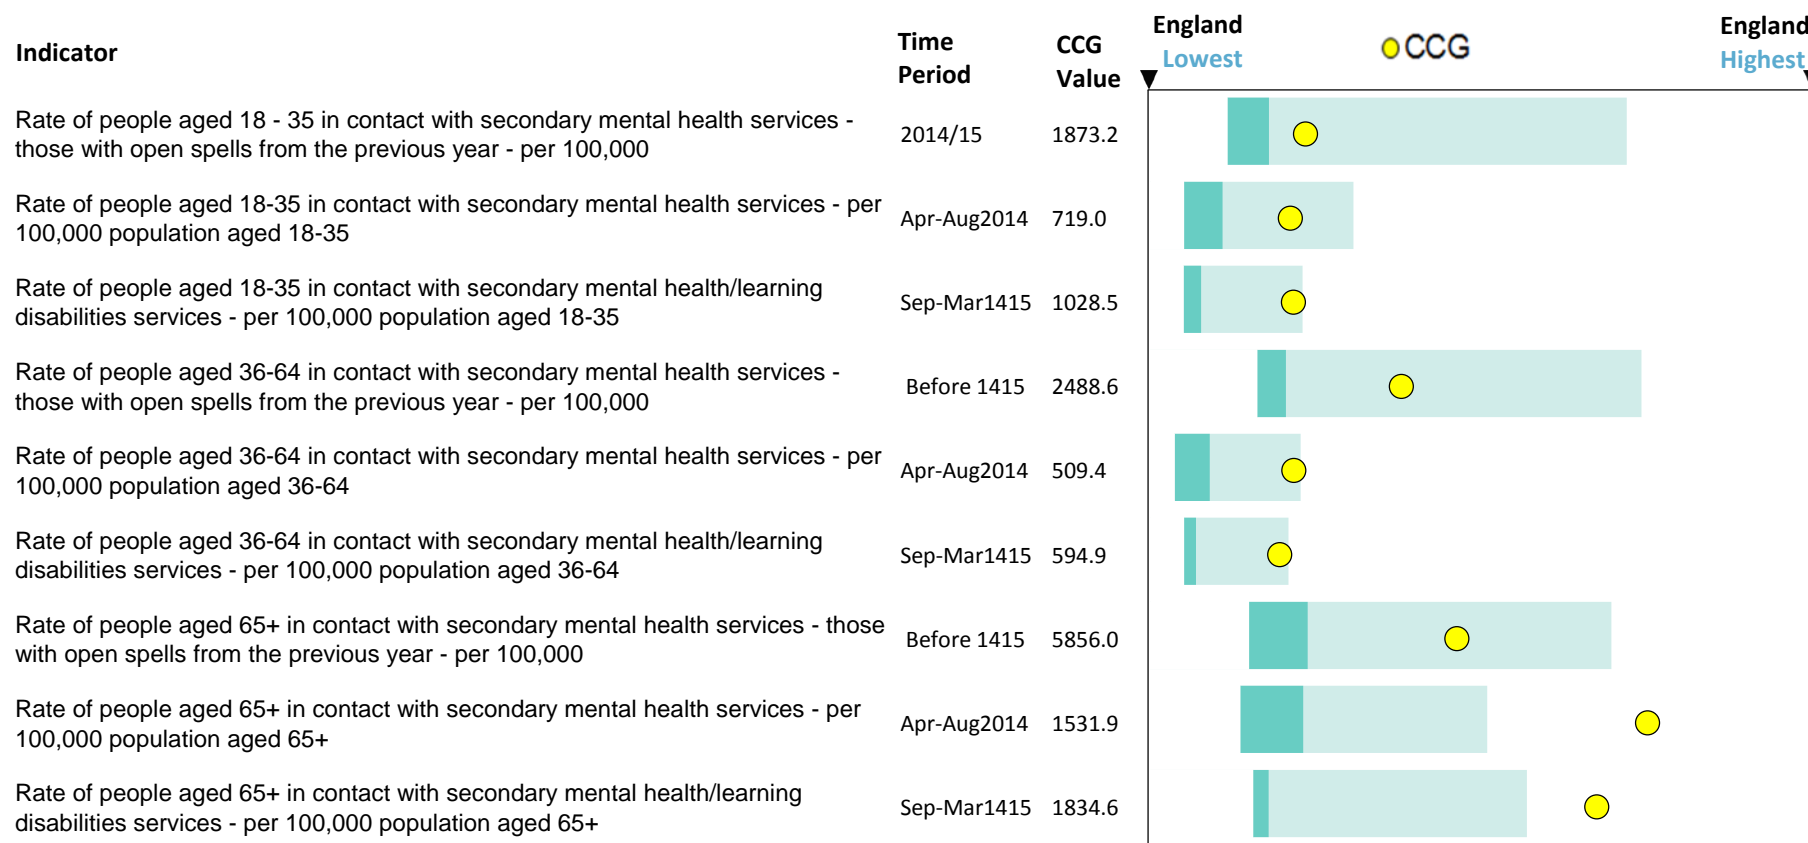 Indicator
Time
Period
CCG
Value
England
Lowest
CCG
England
Highest
Rate of people aged 18 - 35 in contact with secondary mental health services -
those with open spells from the previous year - per 100,000
2014/15
1873.2
Rate of people aged 18-35 in contact with secondary mental health services - per
100,000 population aged 18-35
Apr-Aug2014
719.0
Rate of people aged 18-35 in contact with secondary mental health/learning
disabilities services - per 100,000 population aged 18-35
Sep-Mar1415
1028.5
Rate of people aged 36-64 in contact with secondary mental health services -
those with open spells from the previous year - per 100,000
Before 1415
2488.6
Rate of people aged 36-64 in contact with secondary mental health services - per
100,000 population aged 36-64
Apr-Aug2014
509.4
Rate of people aged 36-64 in contact with secondary mental health/learning
disabilities services - per 100,000 population aged 36-64
Sep-Mar1415
594.9
Rate of people aged 65+ in contact with secondary mental health services - those
with open spells from the previous year - per 100,000
Before 1415
5856.0
Rate of people aged 65+ in contact with secondary mental health services - per
100,000 population aged 65+
Apr-Aug2014
1531.9
Rate of people aged 65+ in contact with secondary mental health/learning
disabilities services - per 100,000 population aged 65+
Sep-Mar1415
1834.6